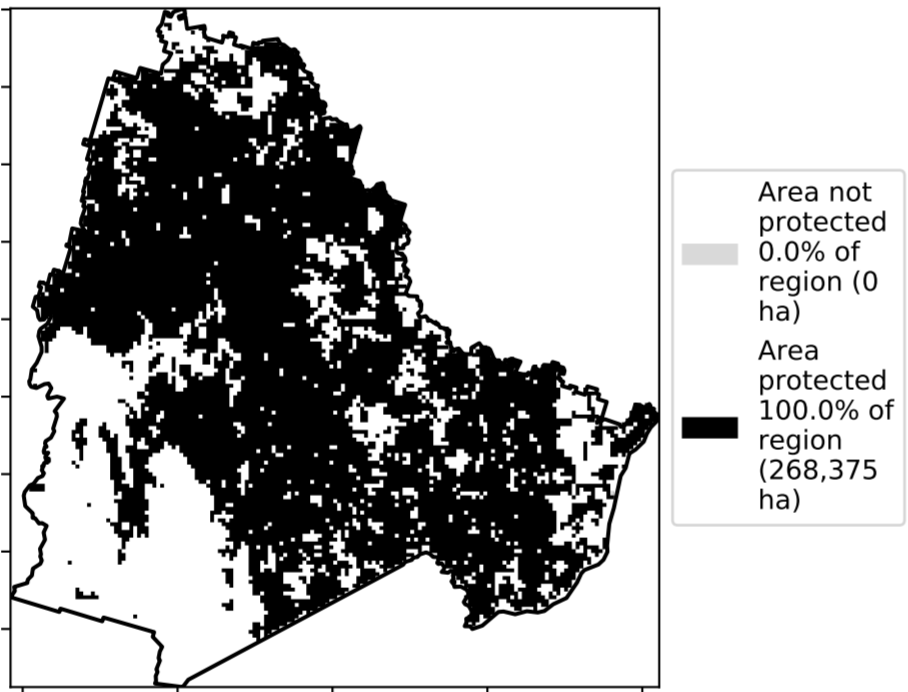 Area not
protected
0.0% of
region (0
ha)
Area
protected
100.0% of
region
(268,375
ha)